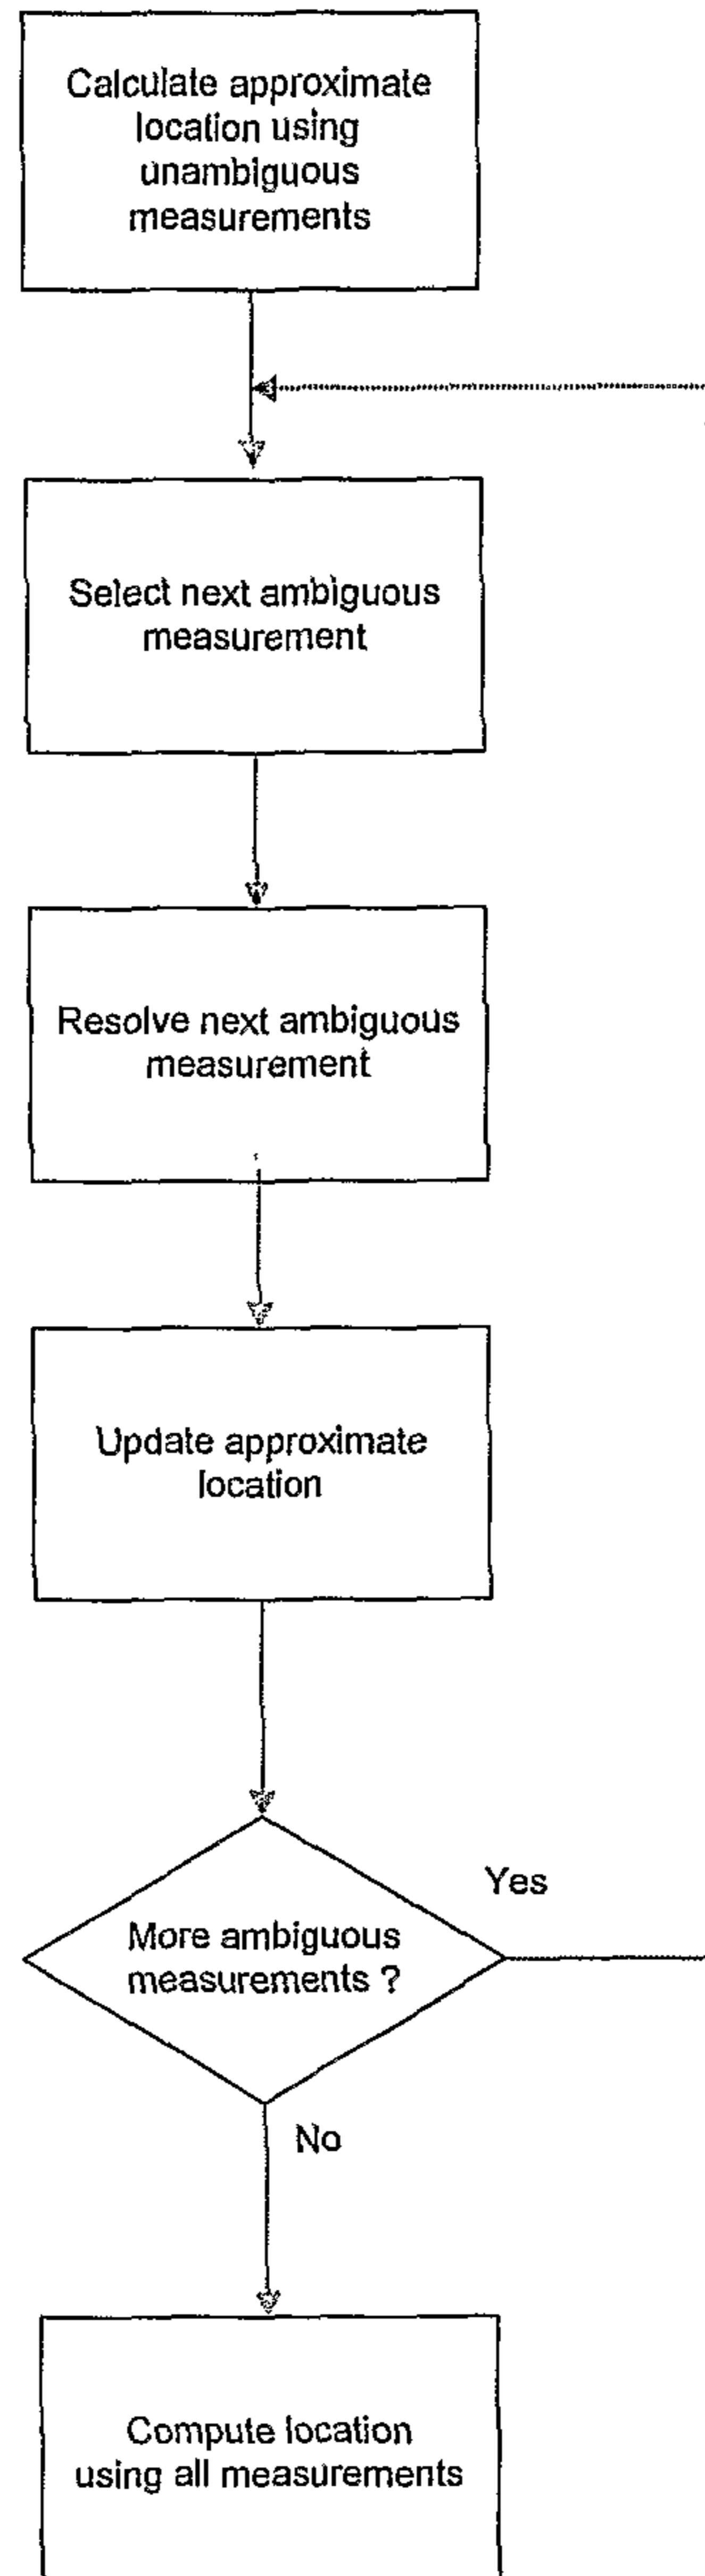 Calculate approximate
location using
unambiguous
measurements
Select next ambiguous
measurement
Resolve next ambiguous
measurement
Update approximate
location
More ambiguous
measurements ?
Yes
No
Compute location
using all measurements